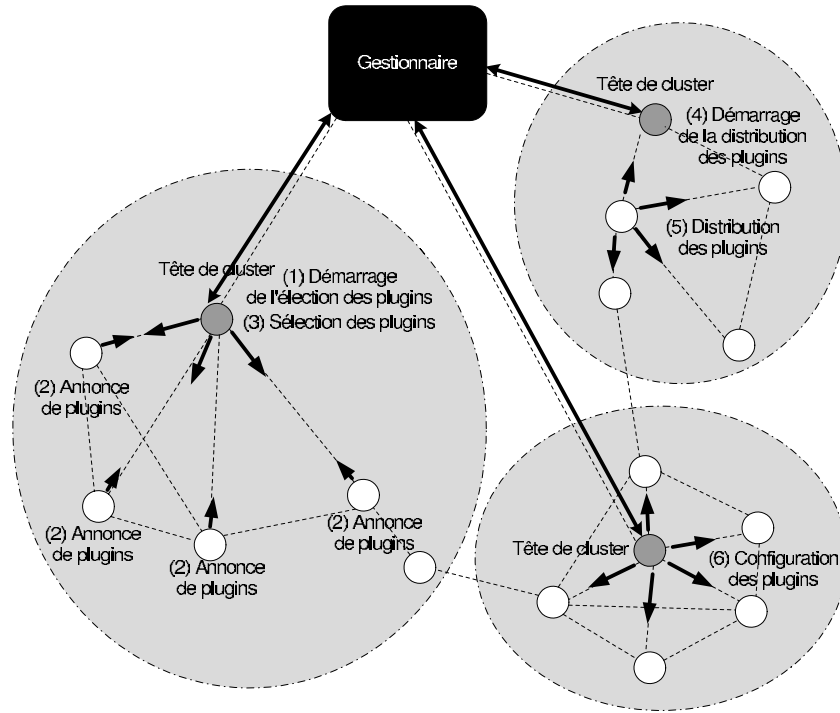 Gestionnaire
Tête de cluster
(4) Démarrage
de la distribution
des plugins
(5) Distribution
des plugins
Tête de cluster
(1) Démarrage
de l'élection des plugins
(3) Sélection des plugins
(2) Annonce
de plugins
(2) Annonce
de plugins
(2) Annonce
de plugins
(2) Annonce
de plugins
Tête de cluster
(6) Configuration
des plugins